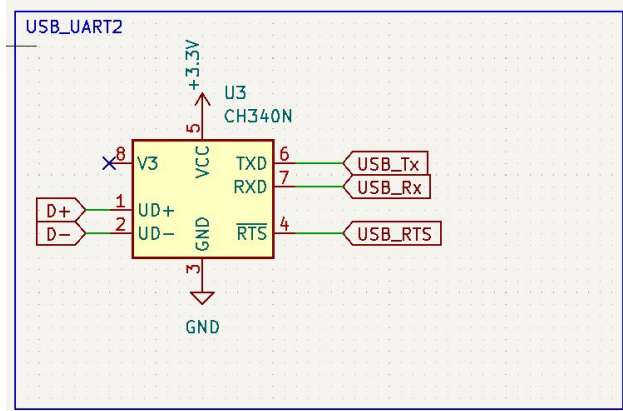 USB_UART2
+3.3V
U3
CH340N
5
VCC
8 V3
TXD 6 USB_Tx
RXD 7 USB_Rx
D+ 1 UD+
D- 2 UD-
GND
RTS 4 USB_RTS
3
GND